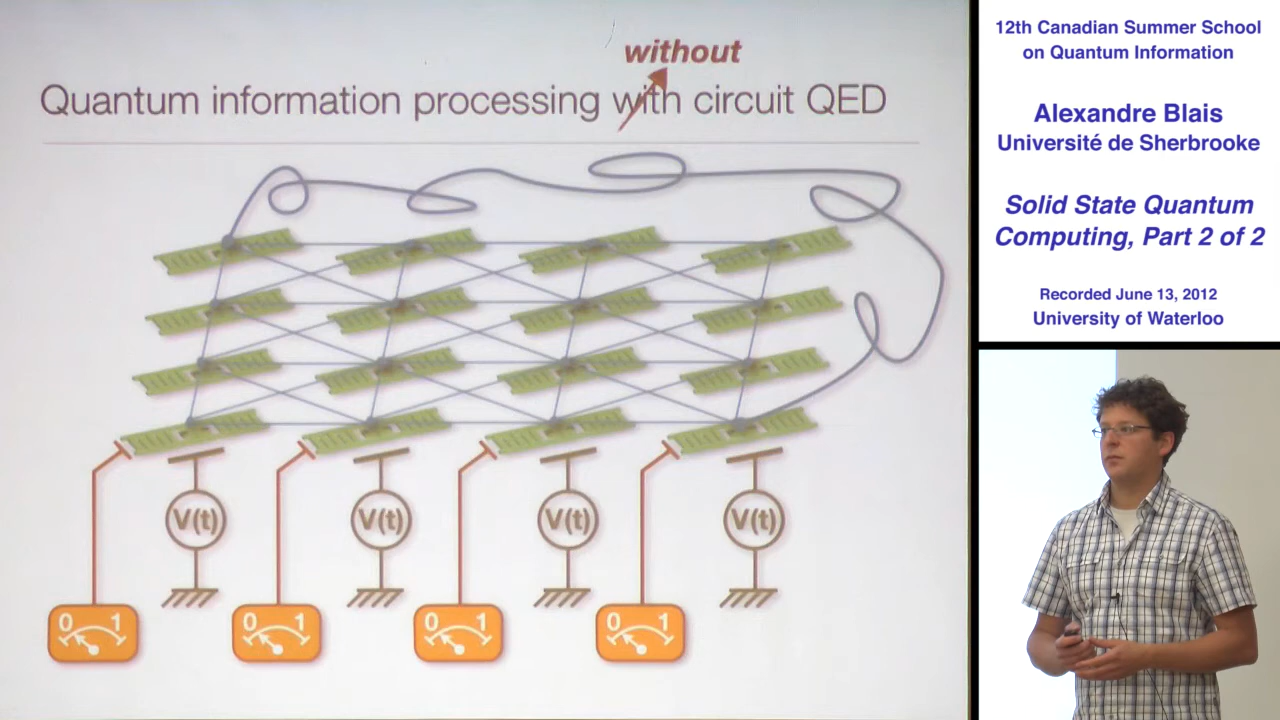 without
Quantum information processing with circuit QED
V(t) V(t) V(t) V(t)
0 1 0 1 0 1 0 1
12th Canadian Summer School
on Quantum Information
Alexandre Blais
Université de Sherbrooke
Solid State Quantum
Computing, Part 2 of 2
Recorded June 13, 2012
University of Waterloo